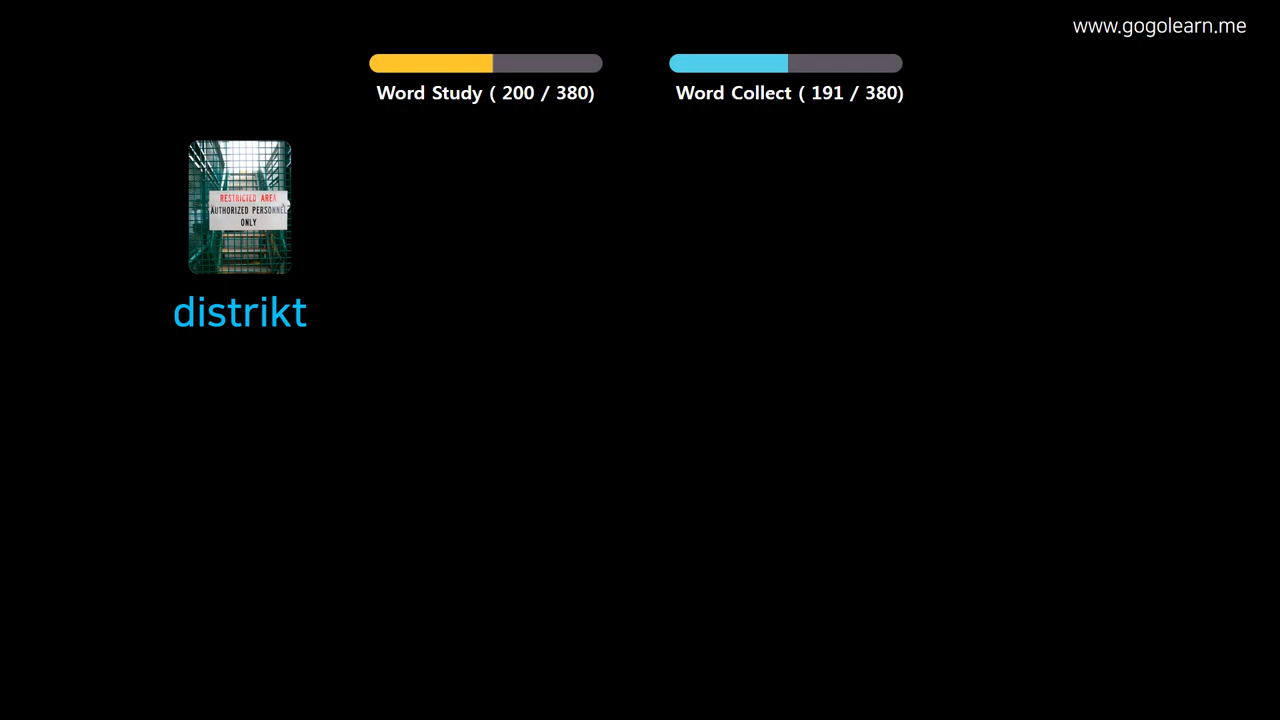 www.gogolearn.me
Word Study ( 200 / 380)
Word Collect ( 191 / 380)
RESTRICTED AREA
AUTHORIZED PERSONNEL
ONLY
distrikt